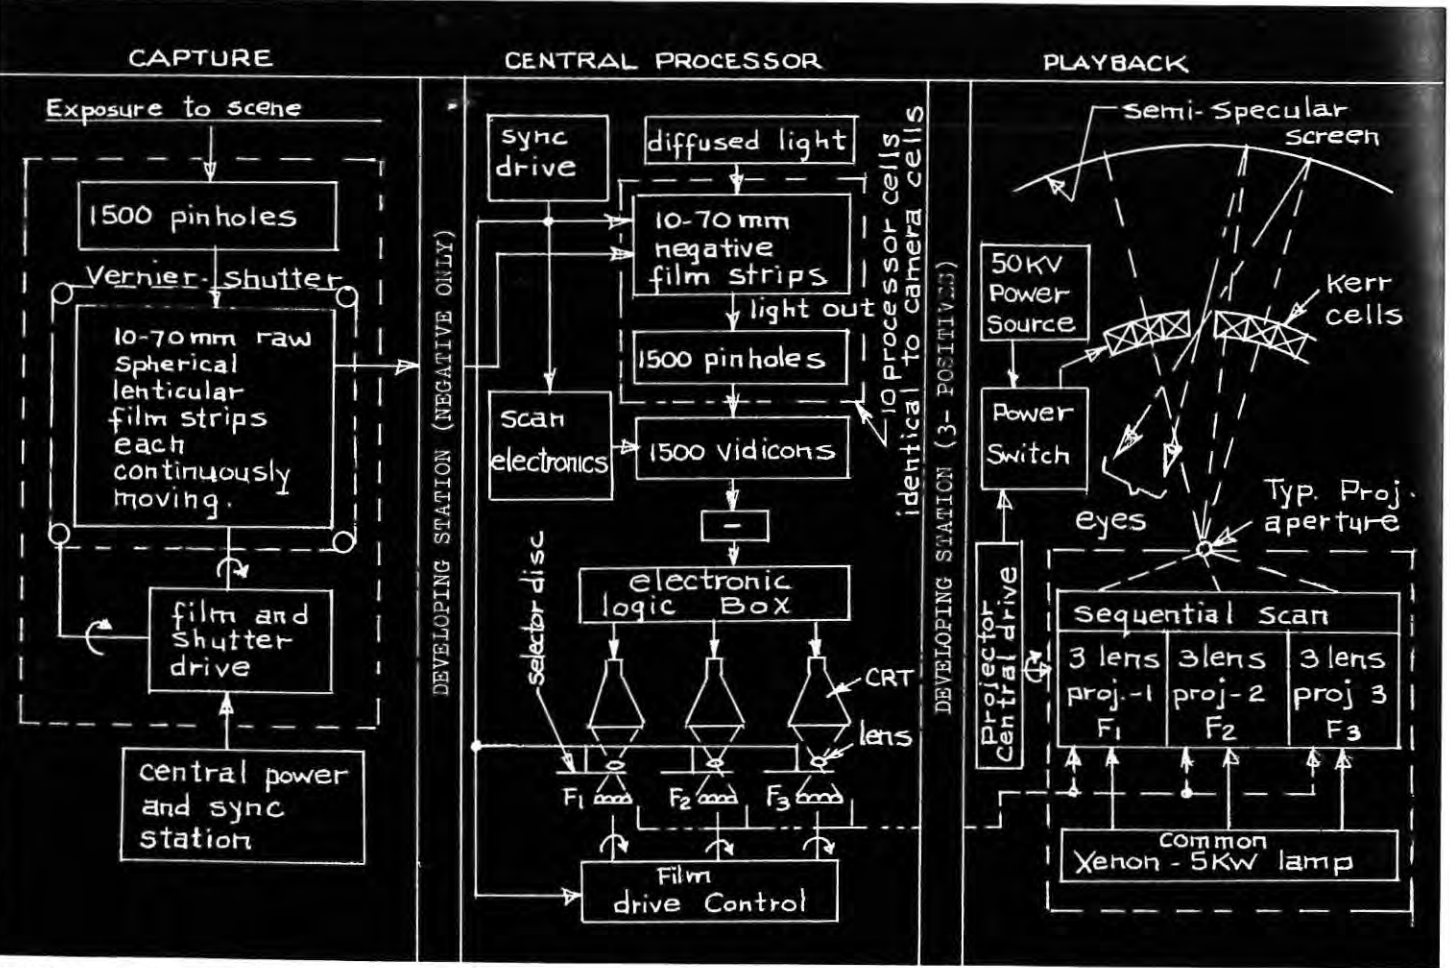 CAPTURE
CENTRAL PROCESSOR
PLAYBACK
Exposure to scene
1500 pinholes
Vernier-shutter
10-70mm raw
Spherical
lenticular
film strips
each
continuously
moving.
film and
shutter
drive
central power
and sync
station
DEVELOPING STATION (NEGATIVE ONLY)
sync
drive
diffused light
10-70mm
negative
film strips
light out
1500 pinholes
10 processor cells
identical to camera cells
scan
electronics
1500 vidicons
-
electronic
logic Box
selector disc
CRT
lens
F1
F2
F3
Film
drive Control
DEVELOPING STATION (3- POSITIVES)
Semi-Specular
screen
50KV
Power
Source
Kerr
cells
Power
Switch
eyes
Typ. Proj.
aperture
Projector
central drive
Sequential Scan
3 lens
proj.-1
F1
3 lens
proj-2
F2
3 lens
proj 3
F3
common
Xenon-5KW lamp